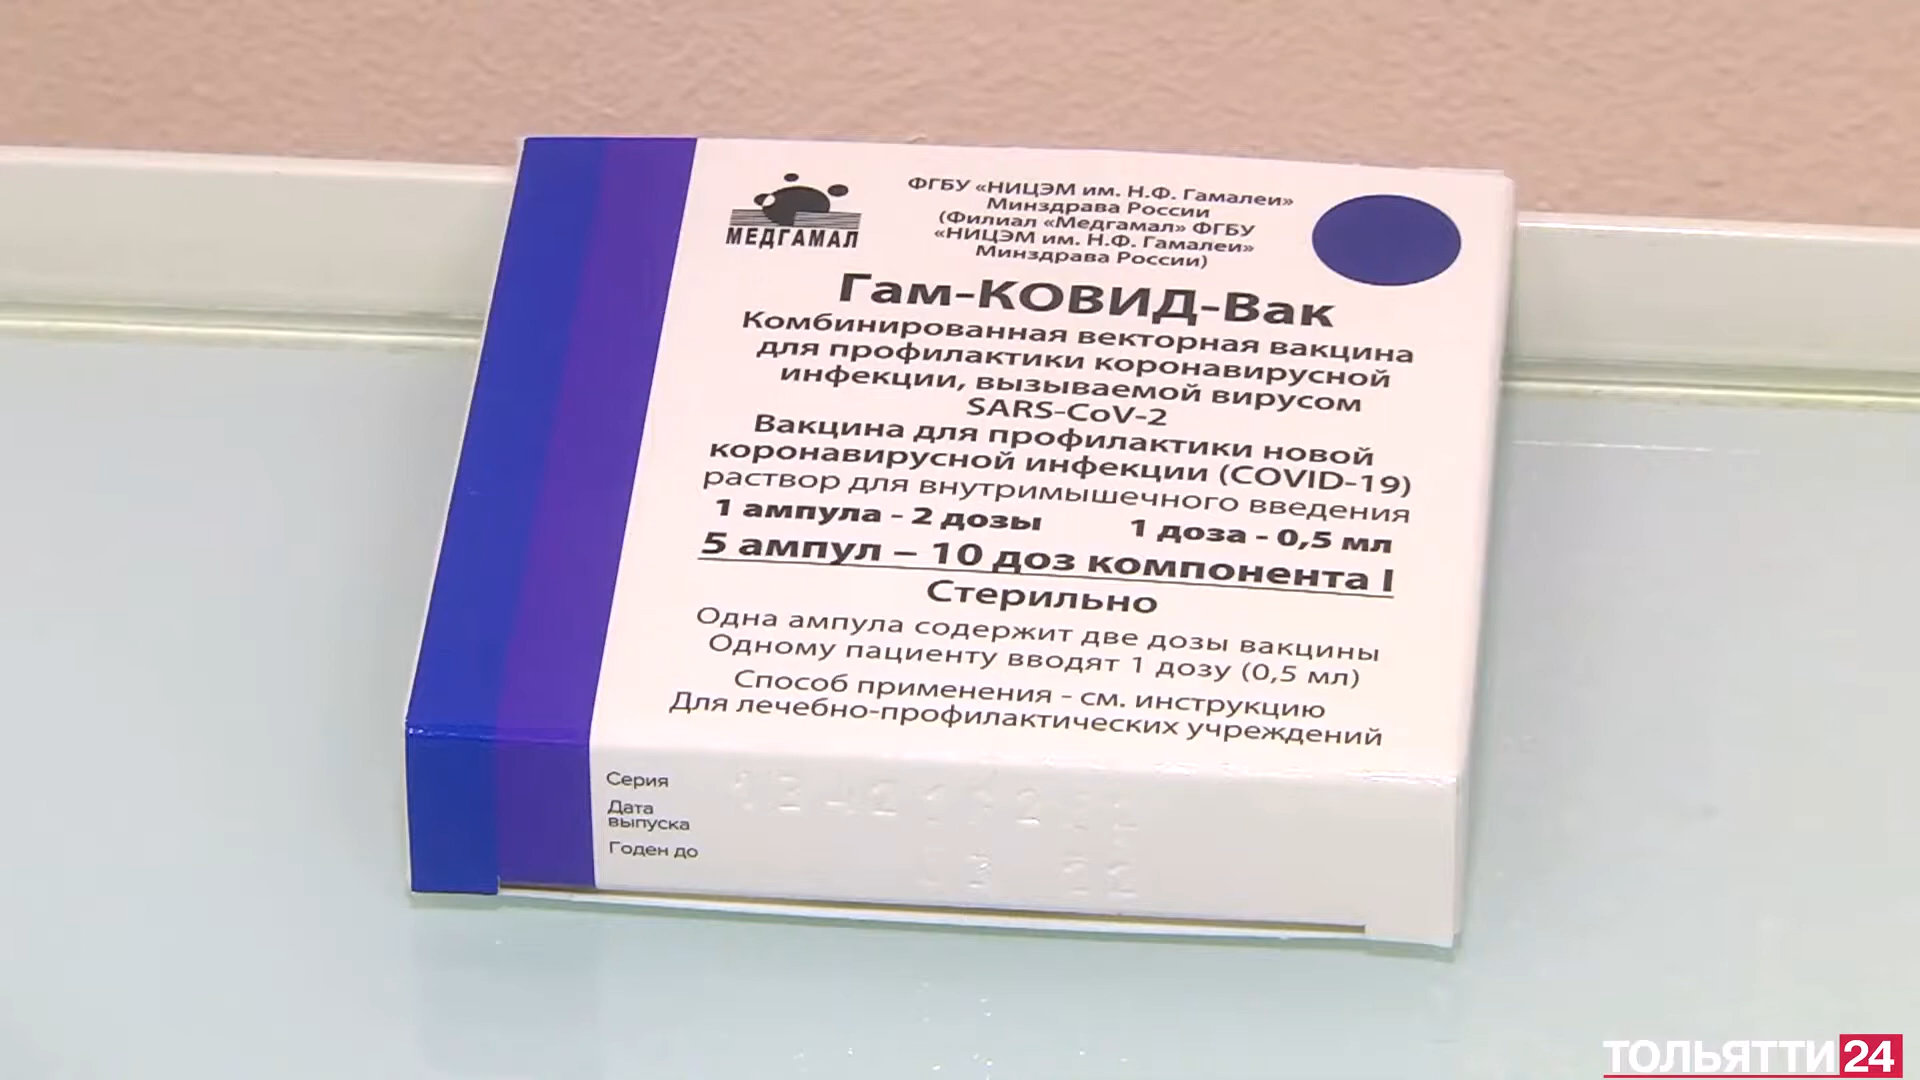 МЕДГАМАЛ
ФГБУ «НИЦЭМ им. Н.Ф. Гамалеи»
Минздрава России
(Филиал «Медгамал» ФГБУ
«НИЦЭМ им. Н.Ф. Гамалеи»
Минздрава России)
Гам-КОВИД-Вак
Комбинированная векторная вакцина
для профилактики коронавирусной
инфекции, вызываемой вирусом
SARS-CoV-2
Вакцина для профилактики новой
коронавирусной инфекции (COVID-19)
раствор для внутримышечного введения
1 ампула - 2 дозы 1 доза - 0,5 мл
5 ампул – 10 доз компонента I
Стерильно
Одна ампула содержит две дозы вакцины
Одному пациенту вводят 1 дозу (0,5 мл)
Способ применения - см. инструкцию
Для лечебно-профилактических учреждений
Серия
Дата
выпуска
Годен до
ТОЛЬЯТТИ 24